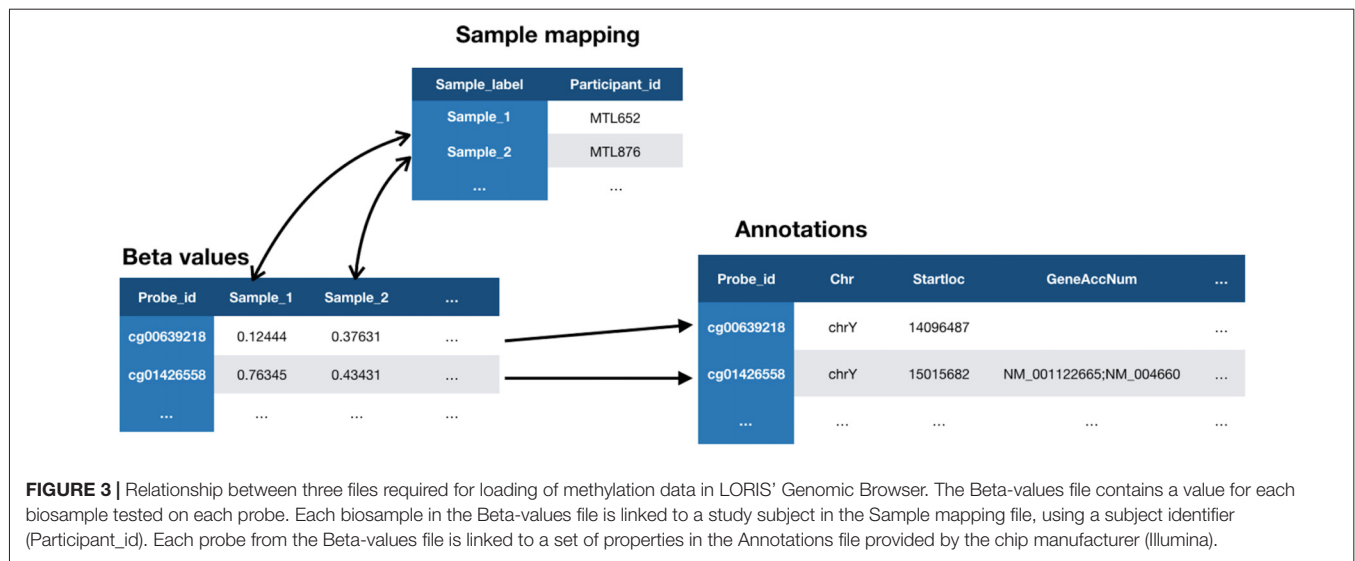 Sample mapping
Sample_label Participant_id
Sample_1 MTL652
Sample_2 MTL876
... ...
Beta values
Probe_id Sample_1 Sample_2 ...
cg00639218 0.12444 0.37631 ...
cg01426558 0.76345 0.43431 ...
... ... ... ...
Annotations
Probe_id Chr Startloc GeneAccNum ...
cg00639218 chrY 14096487 ...
cg01426558 chrY 15015682 NM_001122665;NM_004660 ...
... ... ... ... ...
FIGURE 3 | Relationship between three files required for loading of methylation data in LORIS' Genomic Browser. The Beta-values file contains a value for each
biosample tested on each probe. Each biosample in the Beta-values file is linked to a study subject in the Sample mapping file, using a subject identifier
(Participant_id). Each probe from the Beta-values file is linked to a set of properties in the Annotations file provided by the chip manufacturer (Illumina).